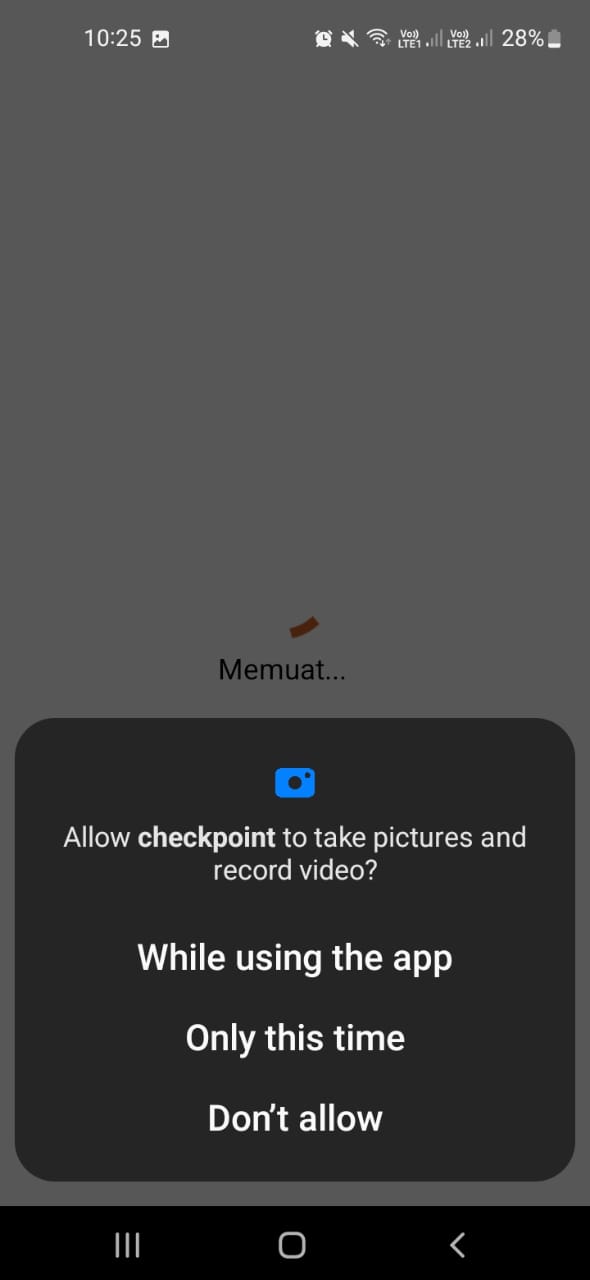 10:25
Vo)) LTE1 Vo)) LTE2 28%
Memuat...
Allow checkpoint to take pictures and
record video?
While using the app
Only this time
Don’t allow